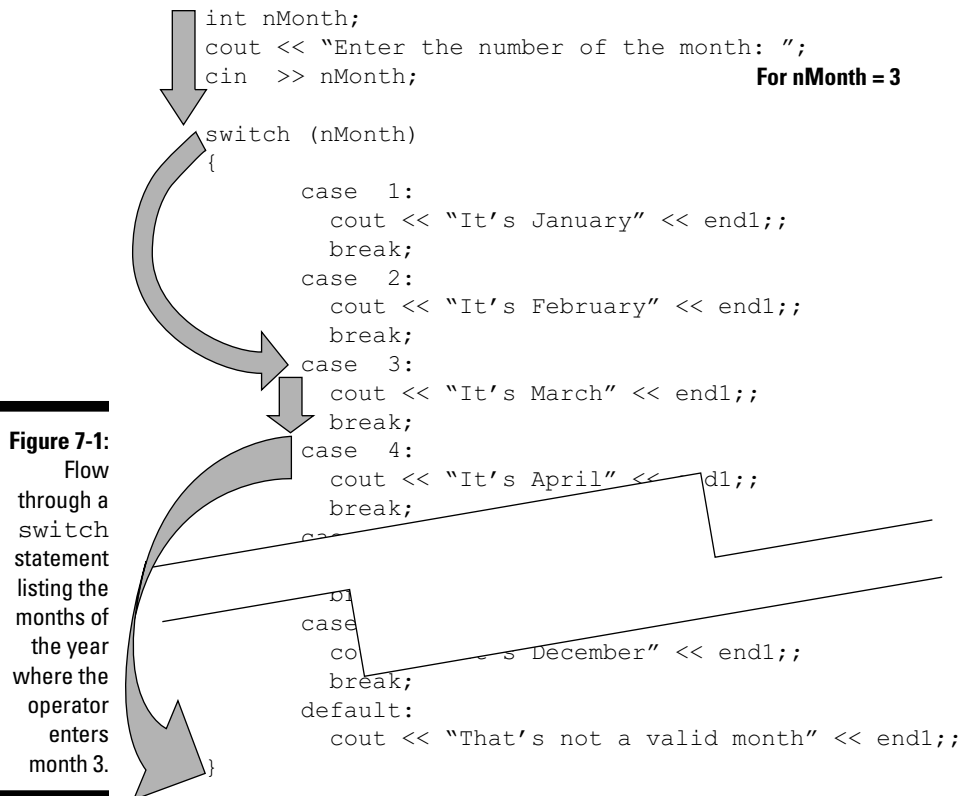 int nMonth;
cout << “Enter the number of the month: ”;
cin >> nMonth;
For nMonth = 3
switch (nMonth)
{
case 1:
cout << “It’s January” << end1;;
break;
case 2:
cout << “It’s February” << end1;;
break;
case 3:
cout << “It’s March” << end1;;
break;
case 4:
cout << “It’s April” << d1;;
break;
case
co ’s December” << end1;;
break;
default:
cout << “That’s not a valid month” << end1;;
}
Figure 7-1:
Flow
through a
switch
statement
listing the
months of
the year
where the
operator
enters
month 3.